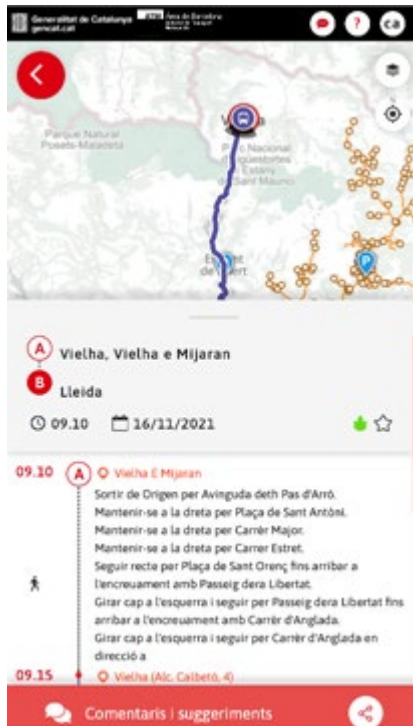 Generalitat de Catalunya
gencat.cat
Àrea de Barcelona
?
ca
Parque Natural
Posets-Maladeta
P
Vielha, Vielha e Mijaran
A
B
Lleida
09.10 16/11/2021
09.10 A Vielha E Mijaran
Sortir de Origen per Avinguda deth Pas d'Arró.
Mantenir-se a la dreta per Plaça de Sant Antòni.
Mantenir-se a la dreta per Carrèr Major.
Mantenir-se a la dreta per Carrer Estret.
Seguir recte per Plaça de Sant Orenç fins arribar a
l'encreuament amb Passeig dera Libertat.
Girar cap a l'esquerra i seguir per Passeig dera Libertat fins
arribar a l'encreuament amb Carrèr d'Anglada.
Girar cap a l'esquerra i seguir per Carrèr d'Anglada en
direcció a
09.15 Vielha (Alc. Calbetó, 4)
Comentaris i suggeriments